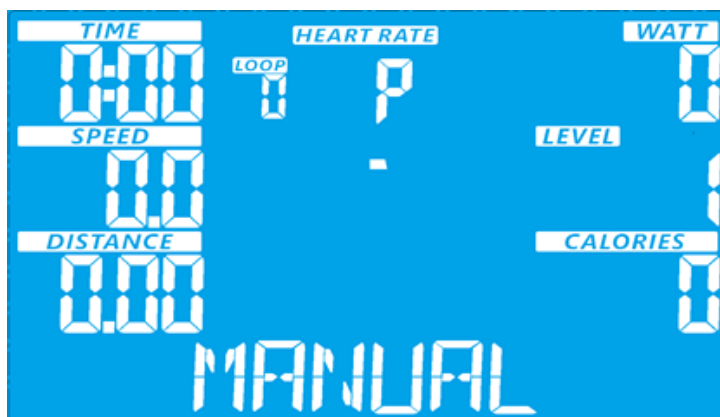 TIME HEART RATE WATT
0:00 LOOP 0 P 0
SPEED LEVEL
0.0 - 1
DISTANCE CALORIES
0.00 0
MANUAL